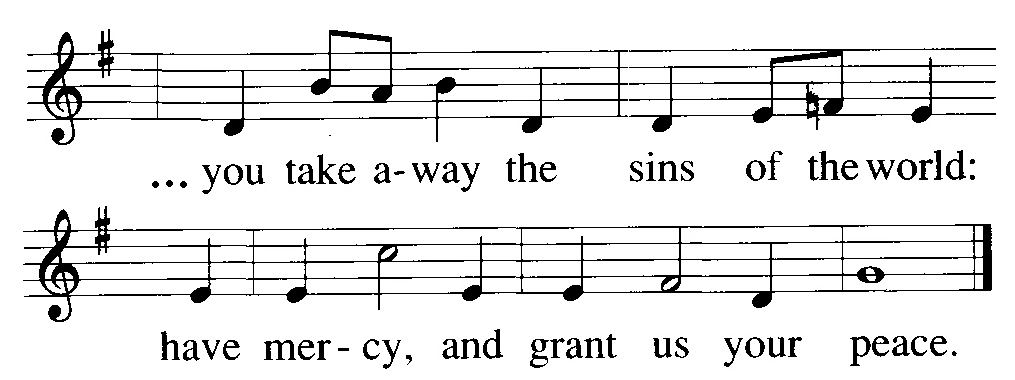 ... you take a-way the sins of the world:
have mer-cy, and grant us your peace.